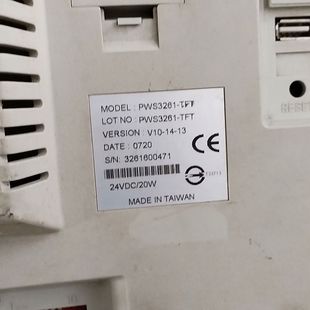 MODEL : PWS3261-TFT
LOT NO : PWS3261-TFT
VERSION : V10-14-13
DATE : 0720
S/N: 3261600471
24VDC/20W
CE
MADE IN TAIWAN
RESET